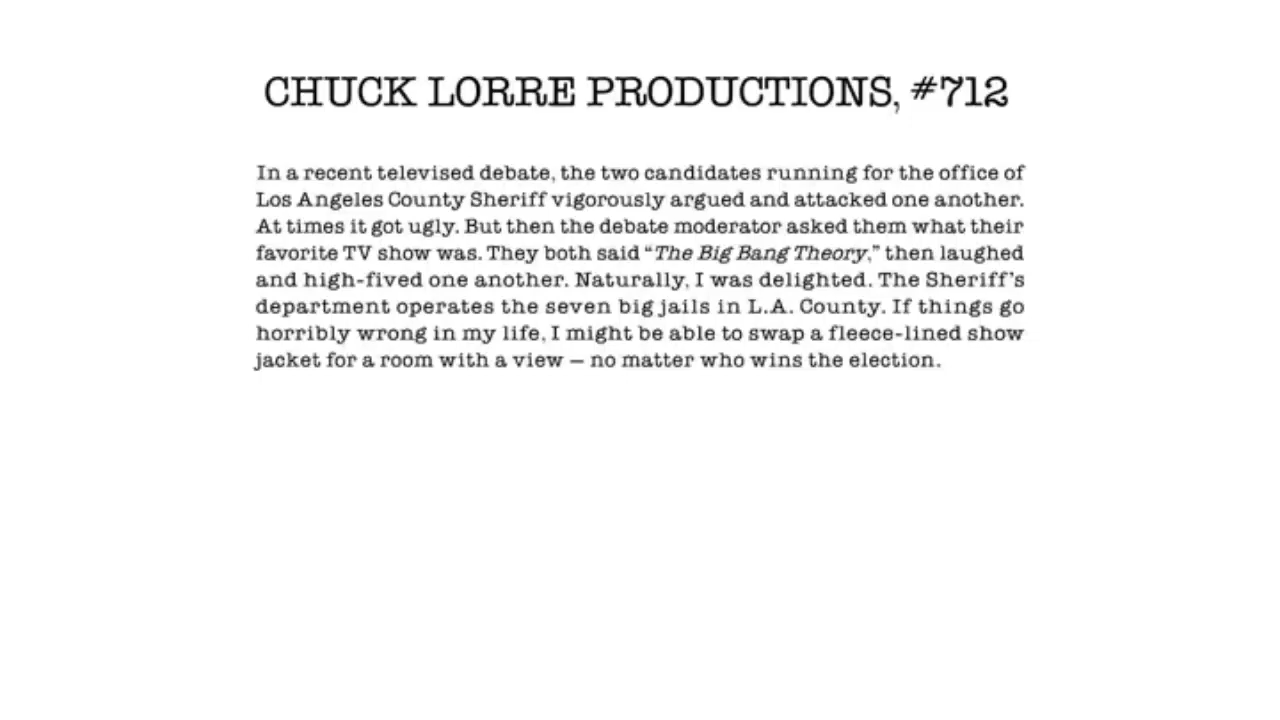 CHUCK LORRE PRODUCTIONS, #712
In a recent televised debate, the two candidates running for the office of
Los Angeles County Sheriff vigorously argued and attacked one another.
At times it got ugly. But then the debate moderator asked them what their
favorite TV show was. They both said “The Big Bang Theory,” then laughed
and high-fived one another. Naturally, I was delighted. The Sheriff’s
department operates the seven big jails in L.A. County. If things go
horribly wrong in my life, I might be able to swap a fleece-lined show
jacket for a room with a view – no matter who wins the election.